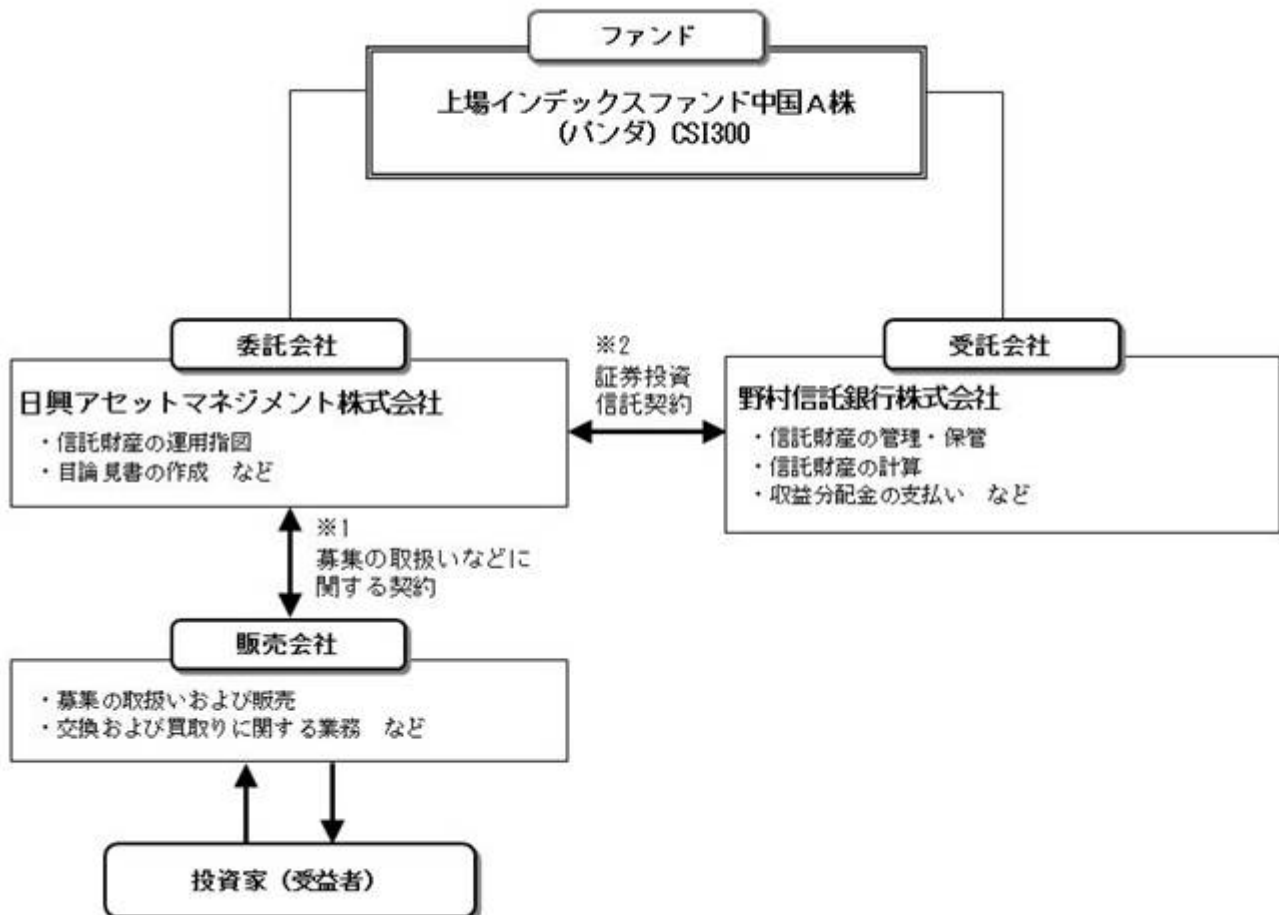 ファンド
上場インデックスファンド中国A株
(パンダ) CSI300
委託会社
日興アセットマネジメント株式会社
・信託財産の運用指図
・目論見書の作成 など
※2
証券投資
信託契約
受託会社
野村信託銀行株式会社
・信託財産の管理・保管
・信託財産の計算
・収益分配金の支払い など
※1
募集の取扱いなどに
関する契約
販売会社
・募集の取扱いおよび販売
・交換および買取りに関する業務 など
投資家（受益者）